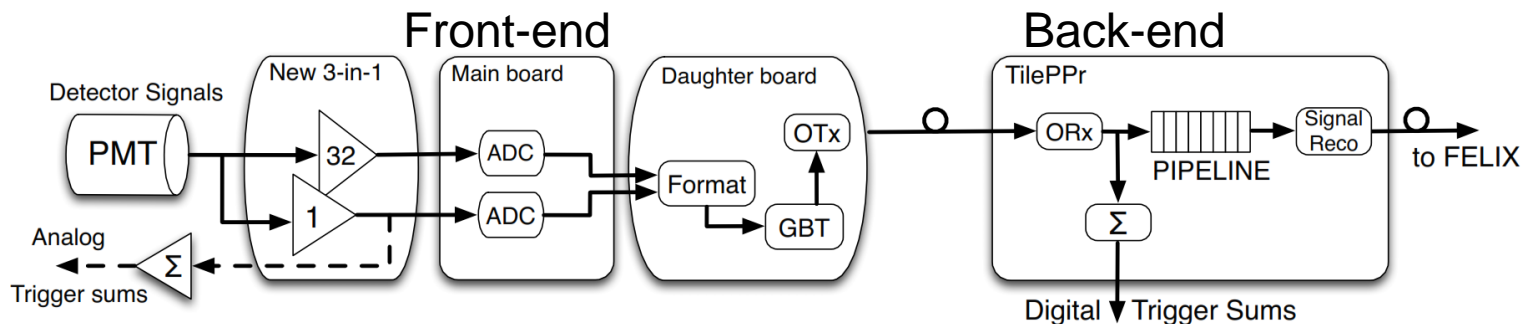 Front-end
Back-end
New 3-in-1
Main board
Daughter board
TilePPr
Detector Signals
PMT
32
1
ADC
ADC
Format
GBT
OTx
ORx
PIPELINE
Signal
Reco
to FELIX
Σ
Analog
Trigger sums
Σ
Digital Trigger Sums